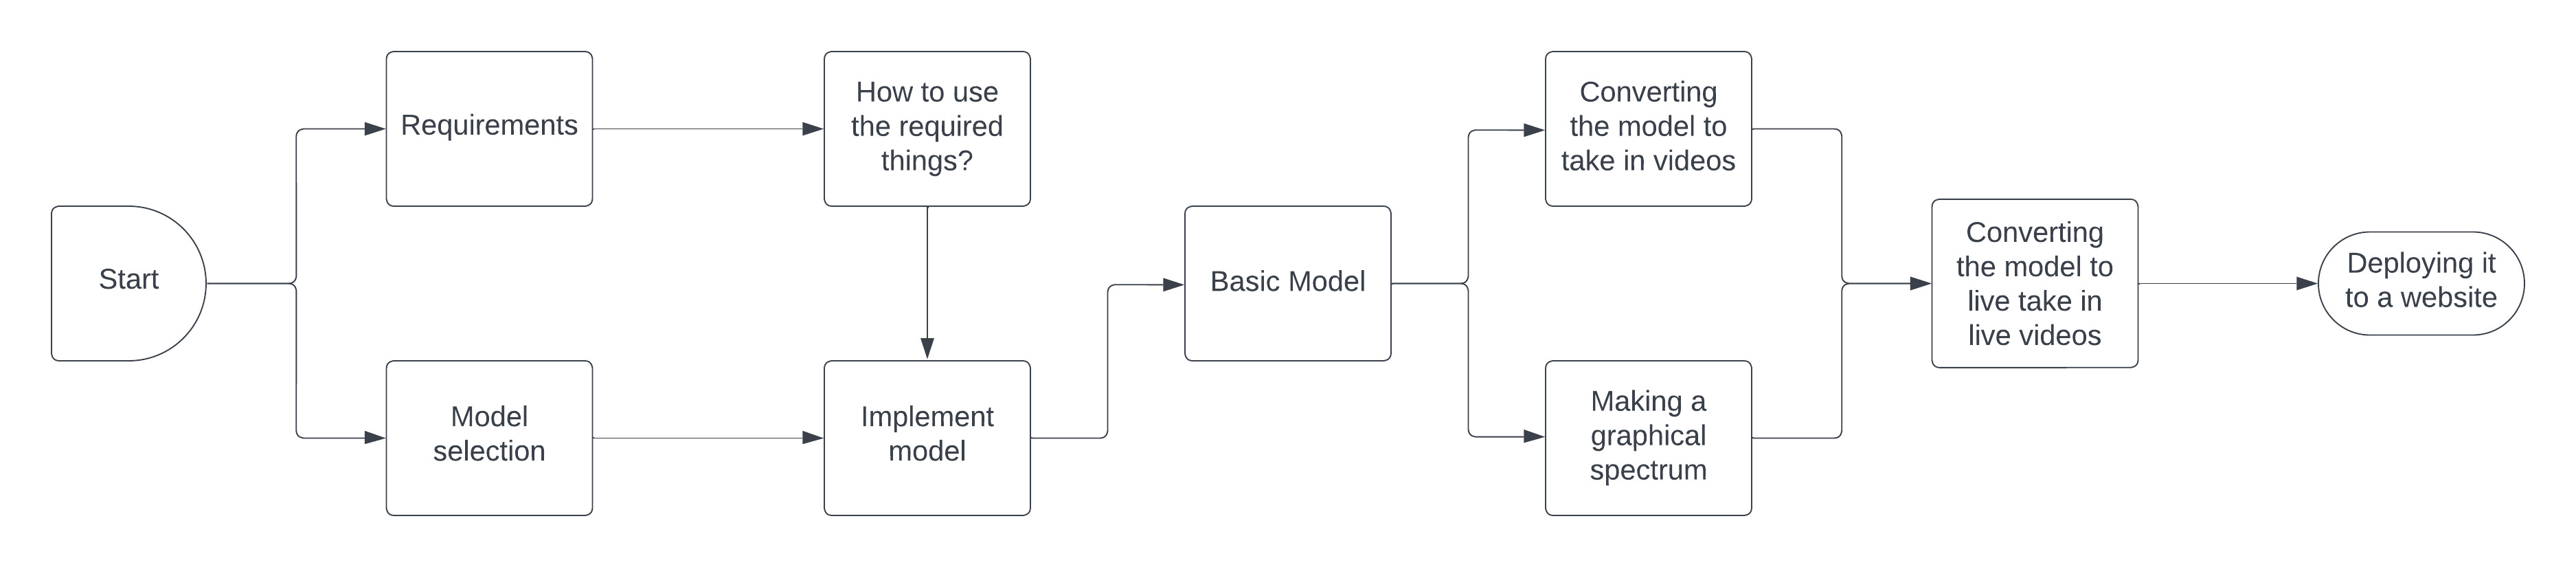 Start
Requirements
How to use
the required
things?
Model
selection
Implement
model
Basic Model
Converting
the model to
take in videos
Making a
graphical
spectrum
Converting
the model to
live take in
live videos
Deploying it
to a website